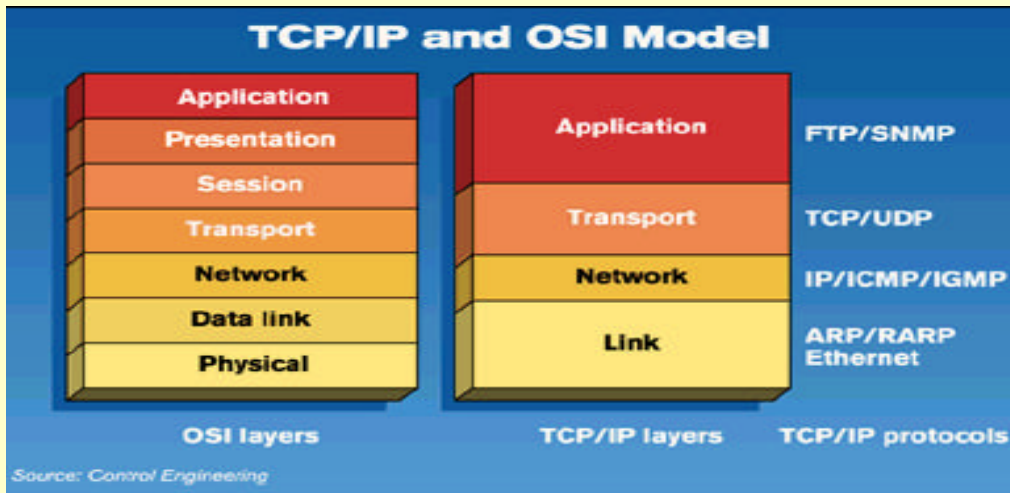 TCP/IP and OSI Model
Application
Presentation
Session
Transport
Network
Data link
Physical
OSI layers
Application
Transport
Network
Link
TCP/IP layers
FTP/SNMP
TCP/UDP
IP/ICMP/IGMP
ARP/RARP
Ethernet
TCP/IP protocols
Source: Control Engineering